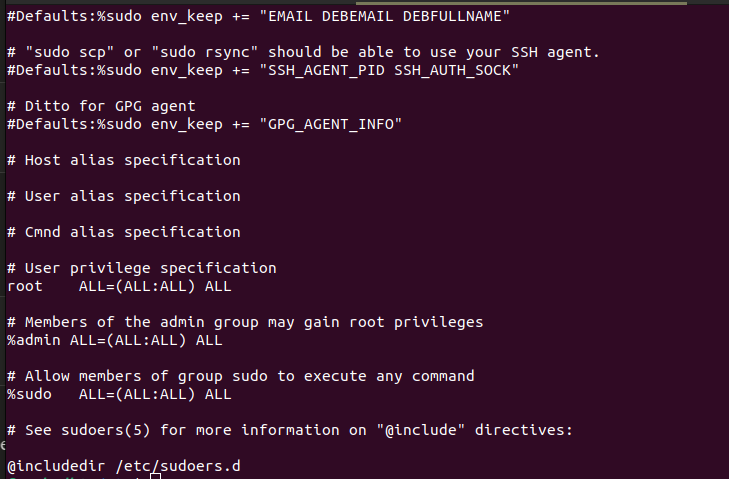 #Defaults:%sudo env_keep += "EMAIL DEBEMAIL DEBFULLNAME"
# "sudo scp" or "sudo rsync" should be able to use your SSH agent.
#Defaults:%sudo env_keep += "SSH_AGENT_PID SSH_AUTH_SOCK"
# Ditto for GPG agent
#Defaults:%sudo env_keep += "GPG_AGENT_INFO"
# Host alias specification
# User alias specification
# Cmnd alias specification
# User privilege specification
root    ALL=(ALL:ALL) ALL
# Members of the admin group may gain root privileges
%admin ALL=(ALL:ALL) ALL
# Allow members of group sudo to execute any command
%sudo   ALL=(ALL:ALL) ALL
# See sudoers(5) for more information on "@include" directives:
@includedir /etc/sudoers.d